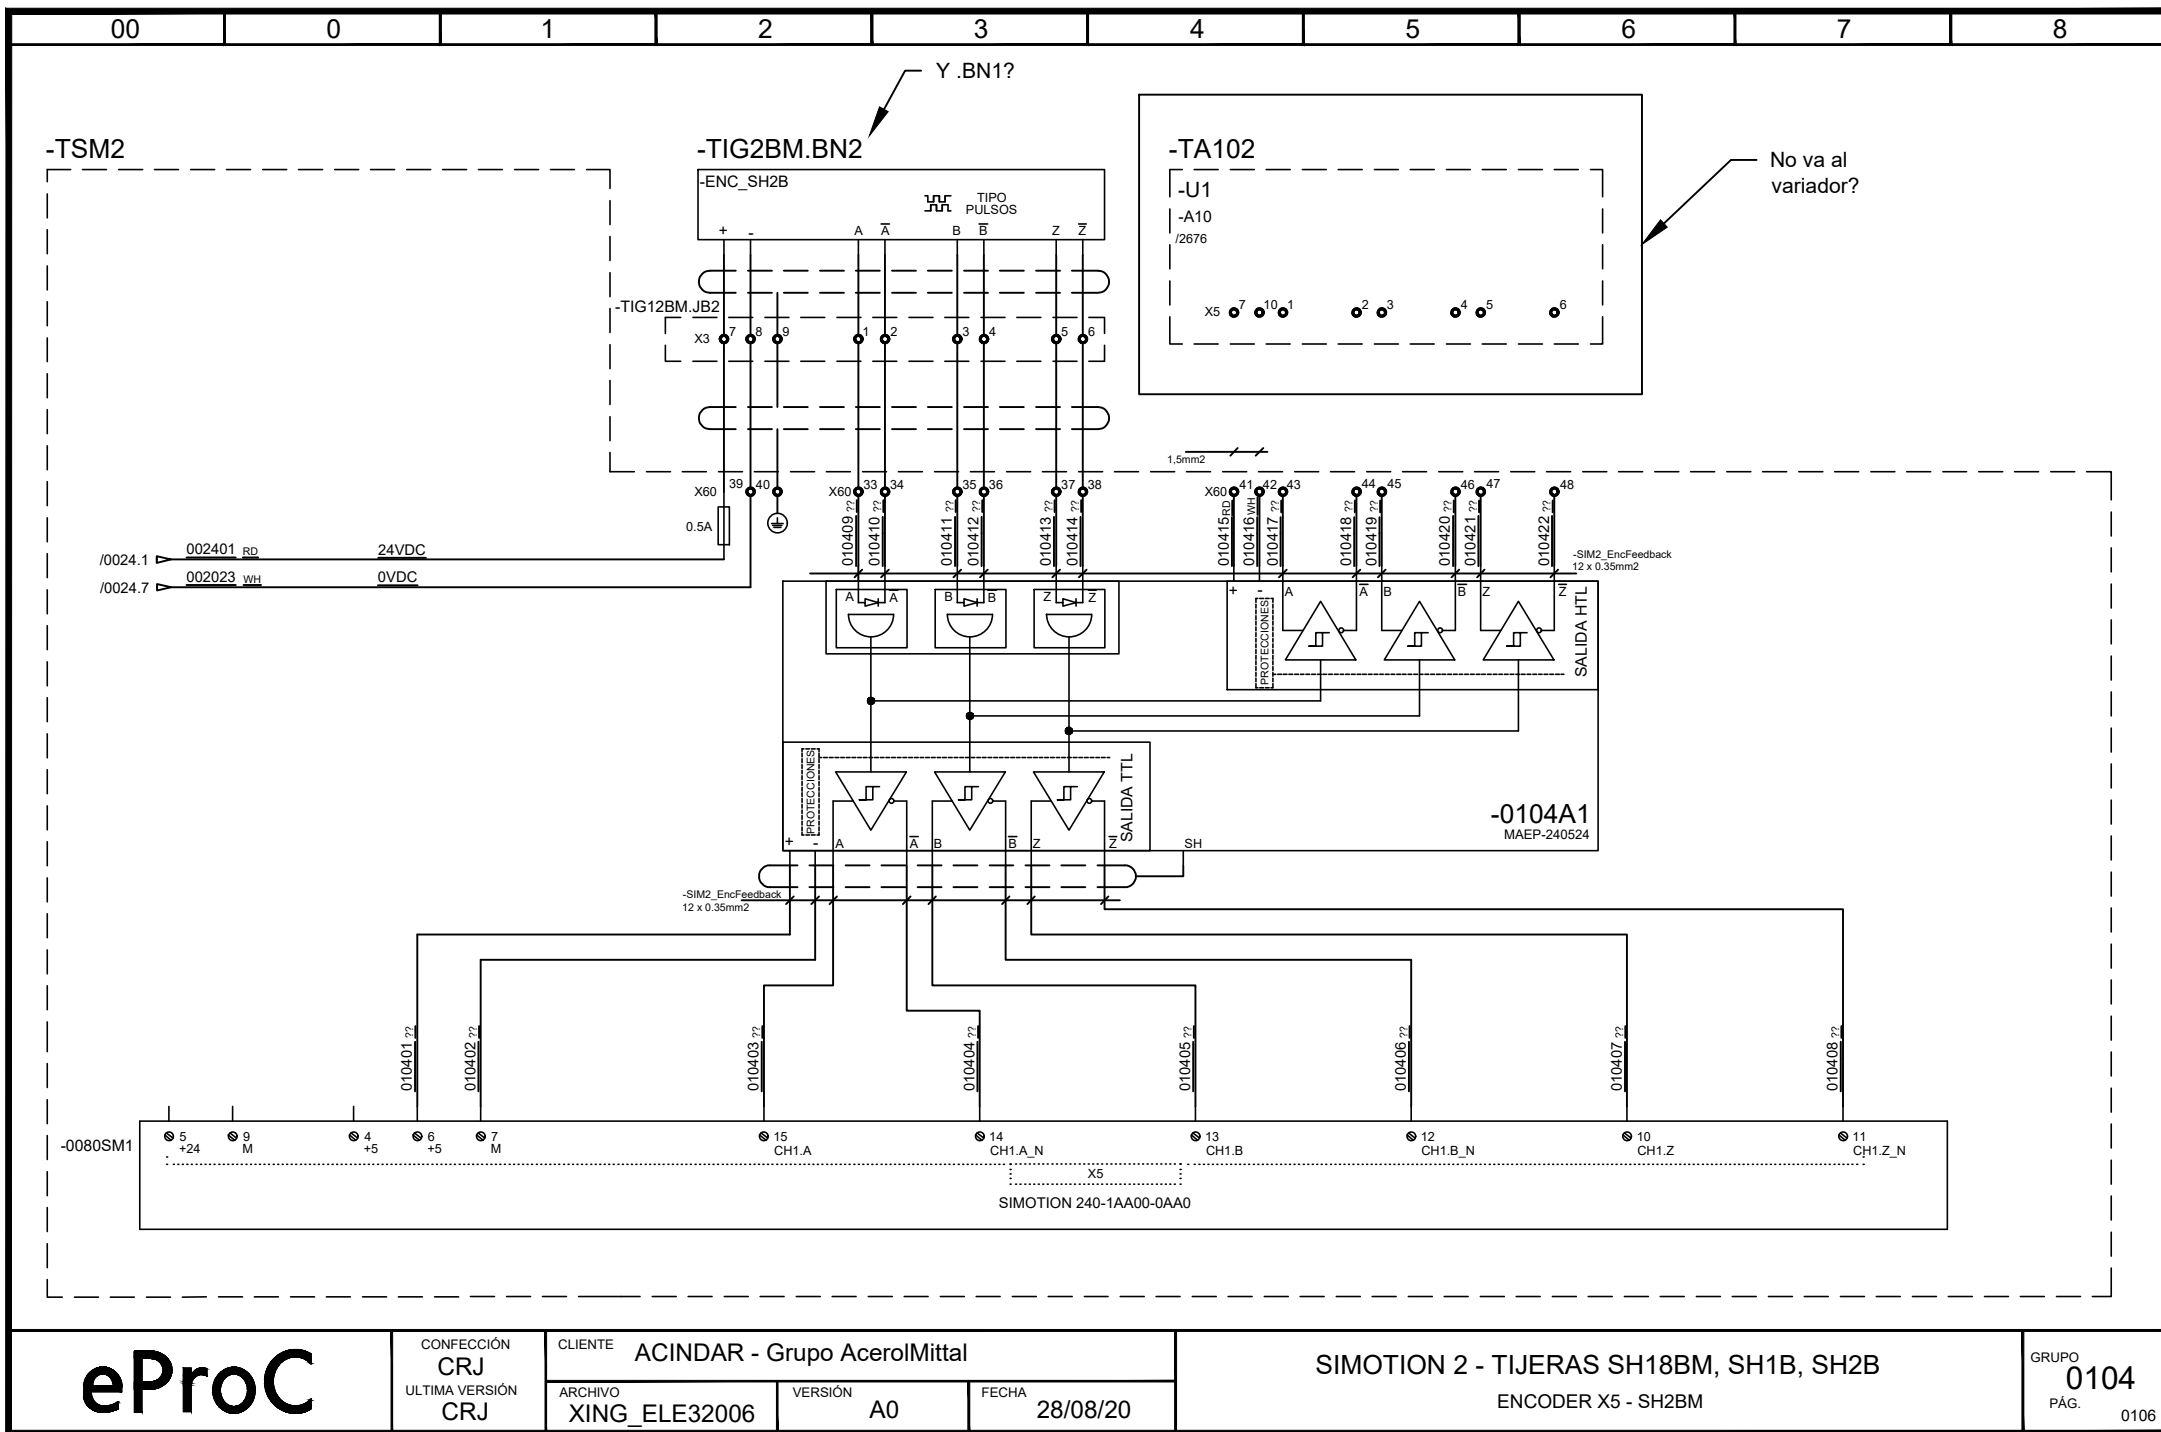 00 0 1 2 3 4 5 6 7 8
Y .BN1?
-TSM2
-TIG2BM.BN2
-ENC_SH2B
TIPO
PULSOS
+ - A A B B Z Z
-TA102
-U1
-A10
/2676
X5 7 10 1 2 3 4 5 6
No va al
variador?
-TIG12BM.JB2
X3 7 8 9 1 2 3 4 5 6
1,5mm2
X60 39 40 X60 33 34 35 36 37 38 X60 41 42 43 44 45 46 47 48
0.5A
010409 ??
010410 ??
010411 ??
010412 ??
010413 ??
010414 ??
010415 RD
010416 WH
010417 ??
010418 ??
010419 ??
010420 ??
010421 ??
010422 ??
-SIM2_EncFeedback
12 x 0.35mm2
/0024.1 002401 RD 24VDC
/0024.7 002023 WH 0VDC
A A B B Z Z
+ - A A B B Z Z
PROTECCIONES
SALIDA HTL
PROTECCIONES
SALIDA TTL
-0104A1
MAEP-240524
+ - A A B B Z Z SH
-SIM2_EncFeedback
12 x 0.35mm2
010401 ??
010402 ??
010403 ??
010404 ??
010405 ??
010406 ??
010407 ??
010408 ??
-0080SM1
5 9 4 6 7 15 14 13 12 10 11
+24 M +5 +5 M CH1.A CH1.A_N CH1.B CH1.B_N CH1.Z CH1.Z_N
X5
SIMOTION 240-1AA00-0AA0
eProC
CONFECCIÓN
CRJ
ULTIMA VERSIÓN
CRJ
CLIENTE ACINDAR - Grupo AcerolMittal
ARCHIVO
XING_ELE32006
VERSIÓN
A0
FECHA
28/08/20
SIMOTION 2 - TIJERAS SH18BM, SH1B, SH2B
ENCODER X5 - SH2BM
GRUPO
0104
PÁG.
0106